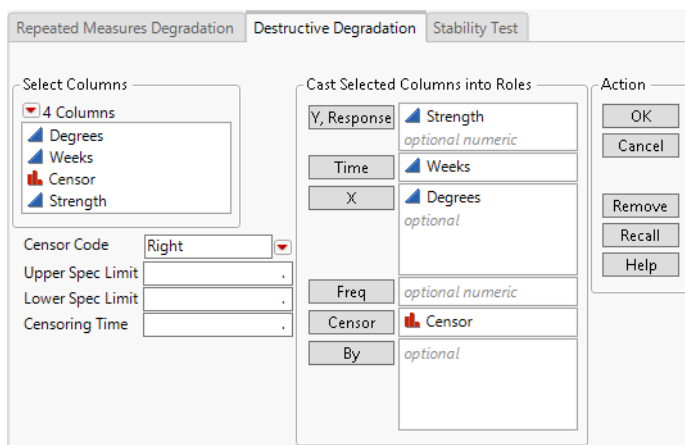 Repeated Measures Degradation
Destructive Degradation
Stability Test
Select Columns
4 Columns
Degrees
Weeks
Censor
Strength
Censor Code
Right
Upper Spec Limit
.
Lower Spec Limit
.
Censoring Time
.
Cast Selected Columns into Roles
Y, Response
Strength
optional numeric
Time
Weeks
X
Degrees
optional
Freq
optional numeric
Censor
Censor
By
optional
Action
OK
Cancel
Remove
Recall
Help